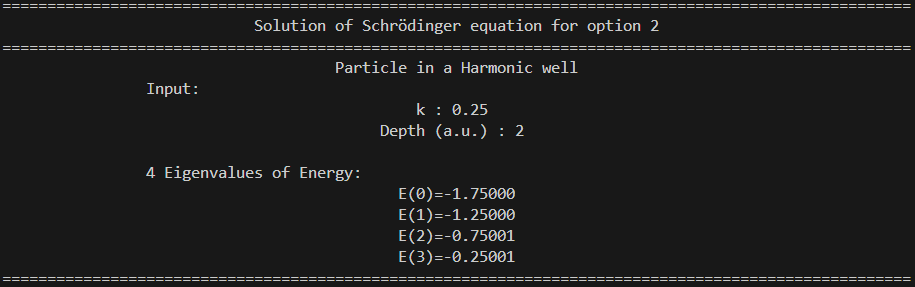 =====================================================================================================
Solution of Schrödinger equation for option 2
=====================================================================================================
Particle in a Harmonic well
Input:
k : 0.25
Depth (a.u.) : 2
4 Eigenvalues of Energy:
E(0)=-1.75000
E(1)=-1.25000
E(2)=-0.75001
E(3)=-0.25001
=====================================================================================================